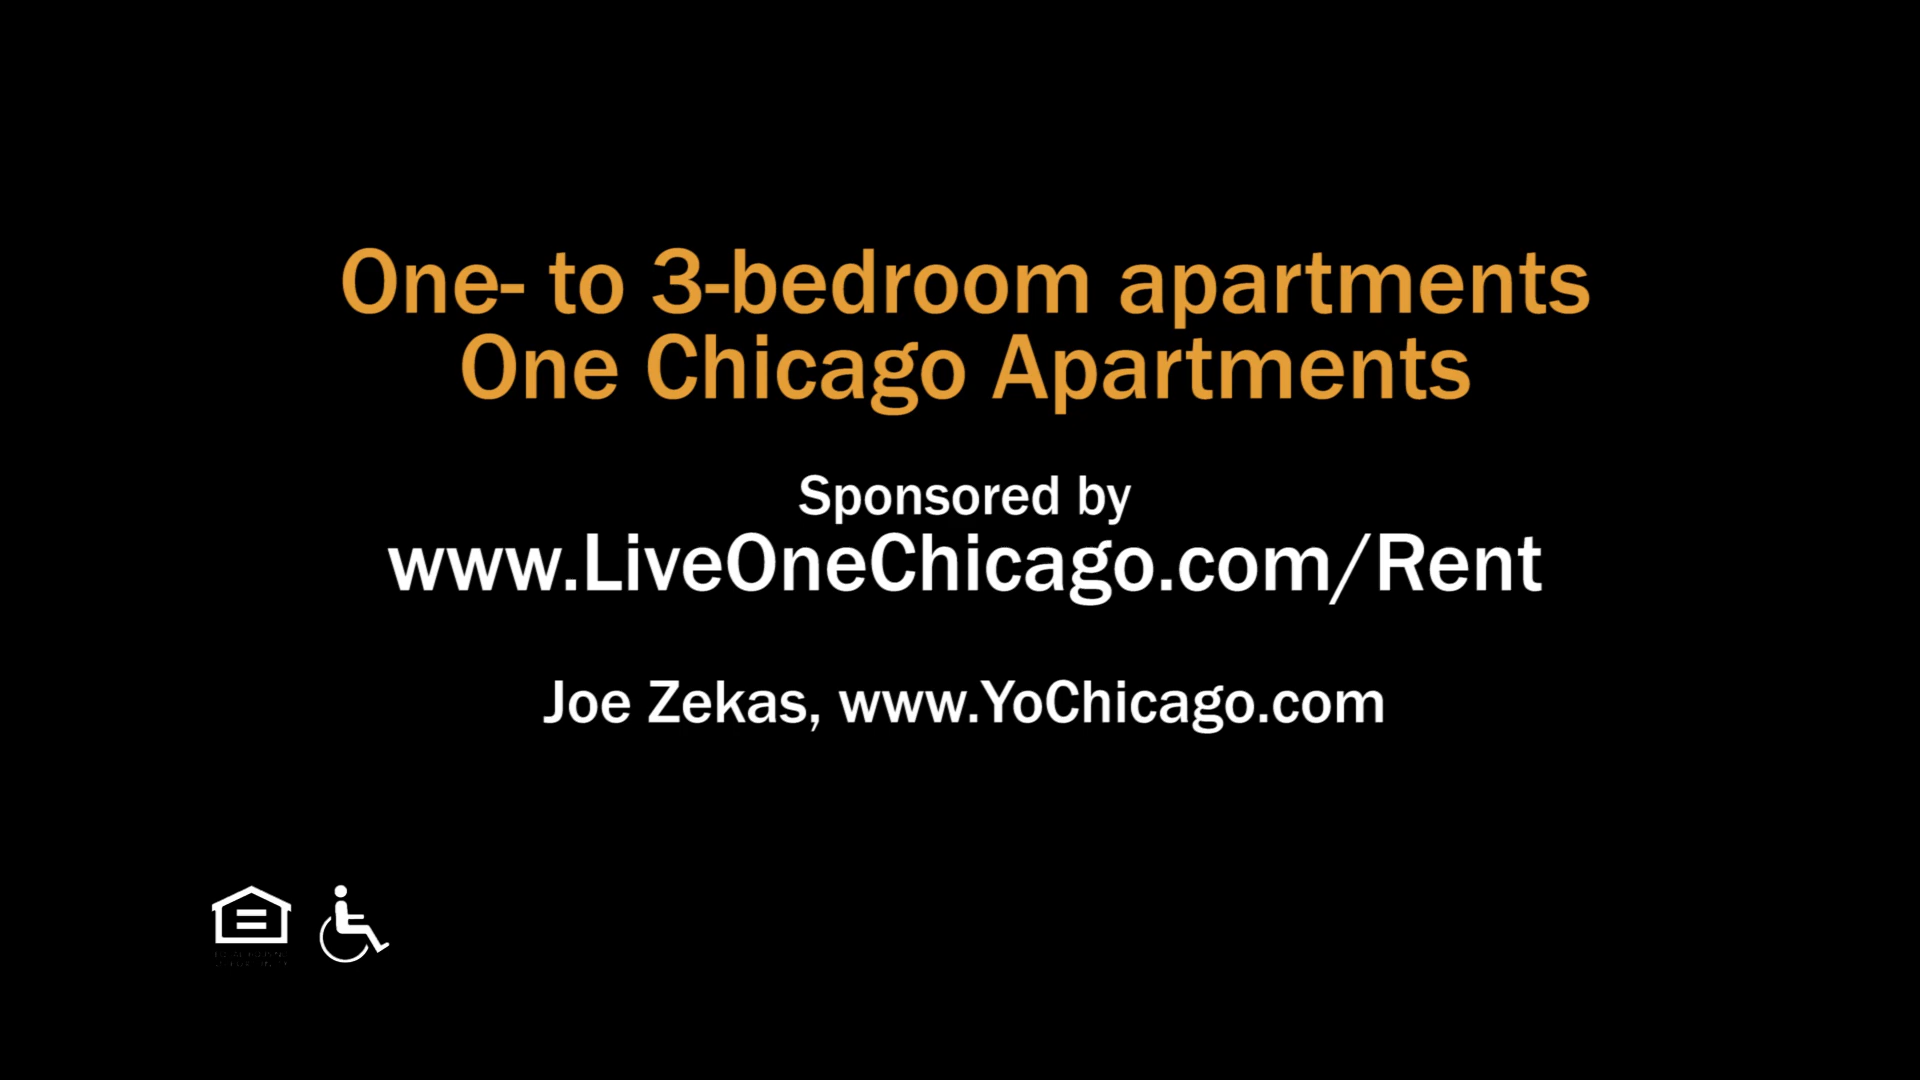 One- to 3-bedroom apartments
One Chicago Apartments
Sponsored by
www.LiveOneChicago.com/Rent
Joe Zekas, www.YoChicago.com